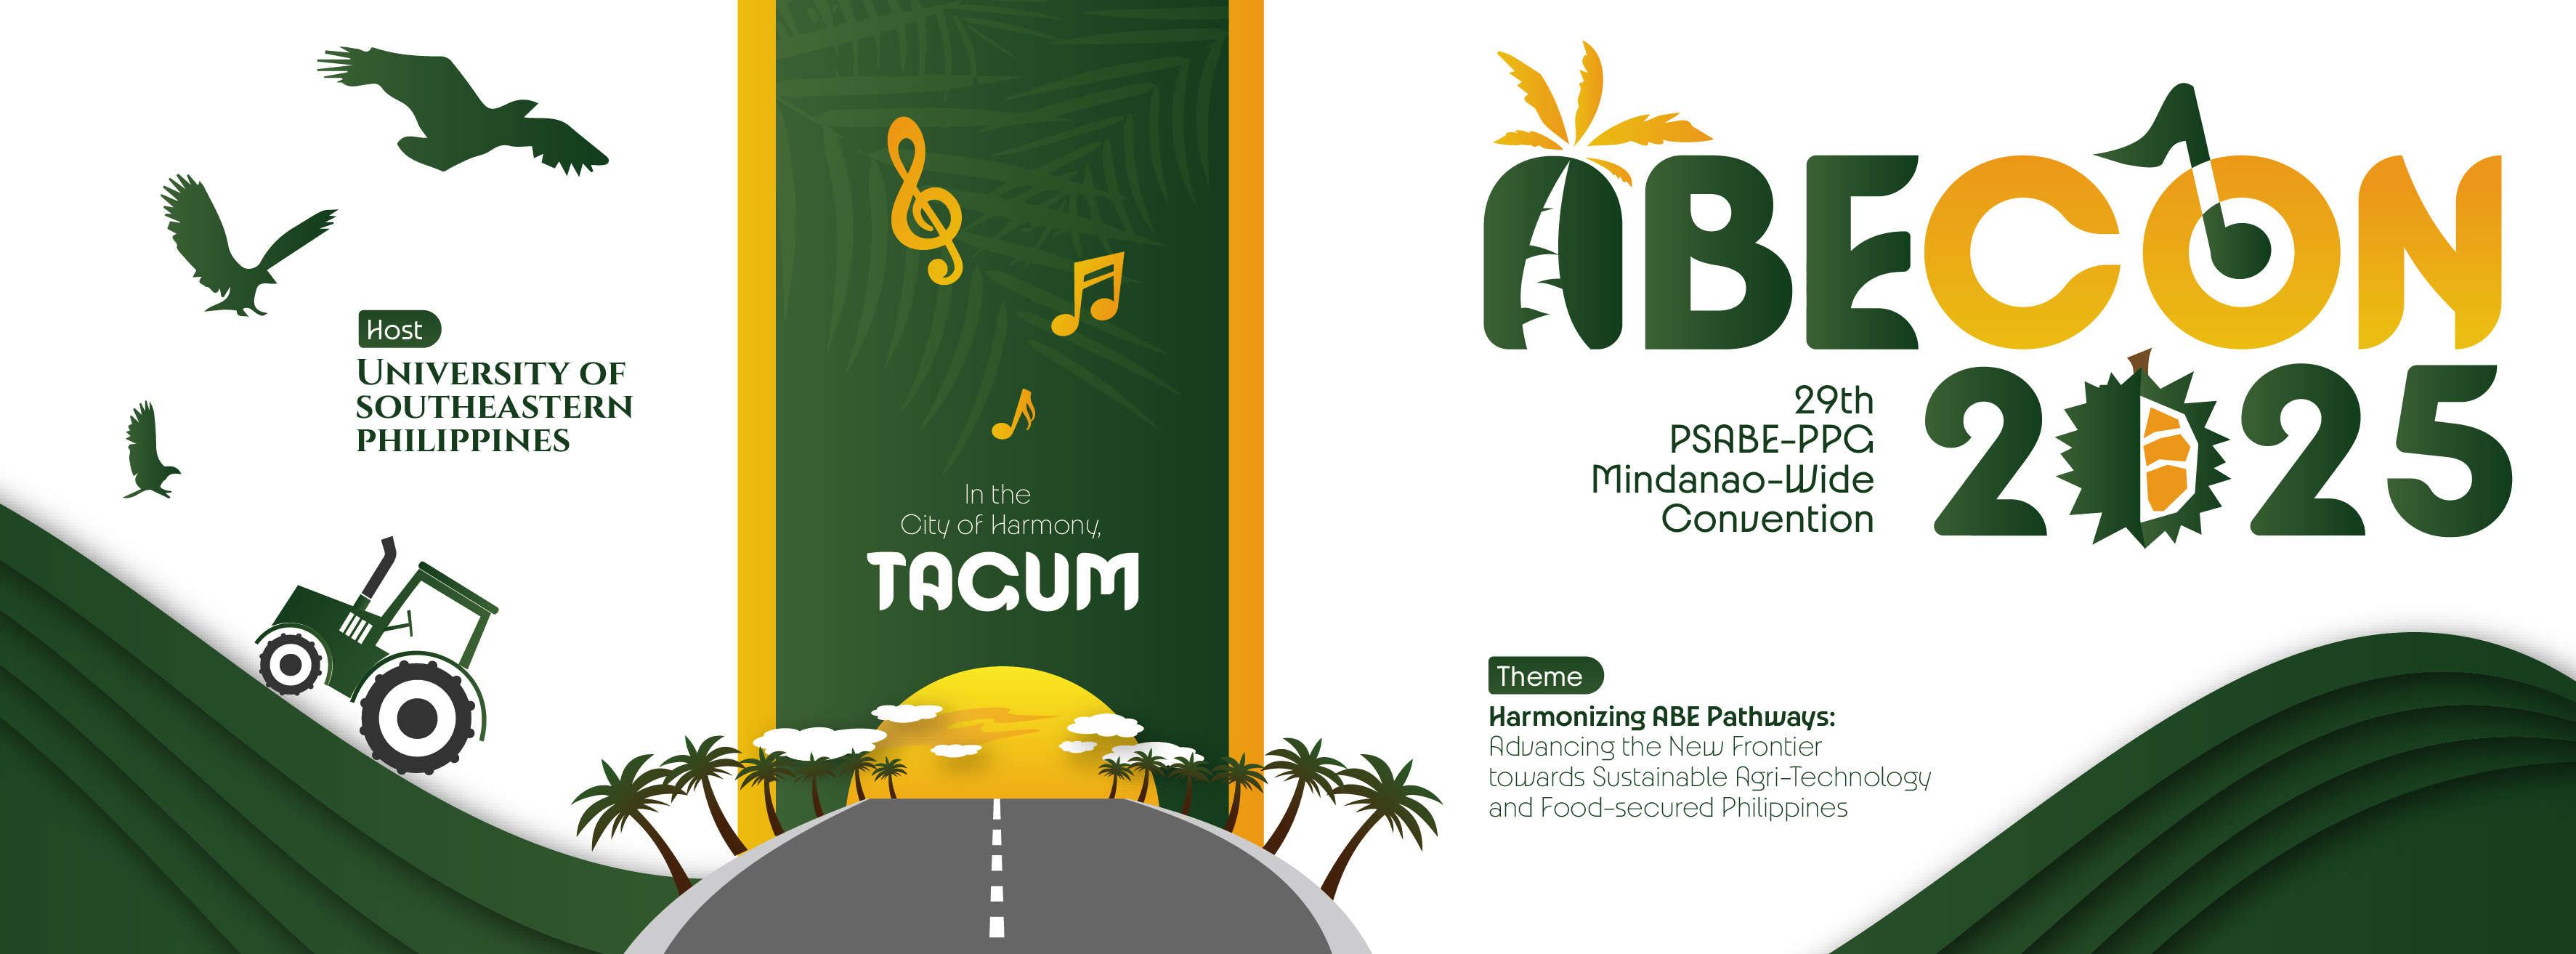 Host
UNIVERSITY OF
SOUTHEASTERN
PHILIPPINES
In the
City of Harmony,
TAGUM
ABECON
2025
29th
PSABE-PPG
Mindanao-Wide
Convention
Theme
Harmonizing ABE Pathways:
Advancing the New Frontier
towards Sustainable Agri-Technology
and Food-secured Philippines